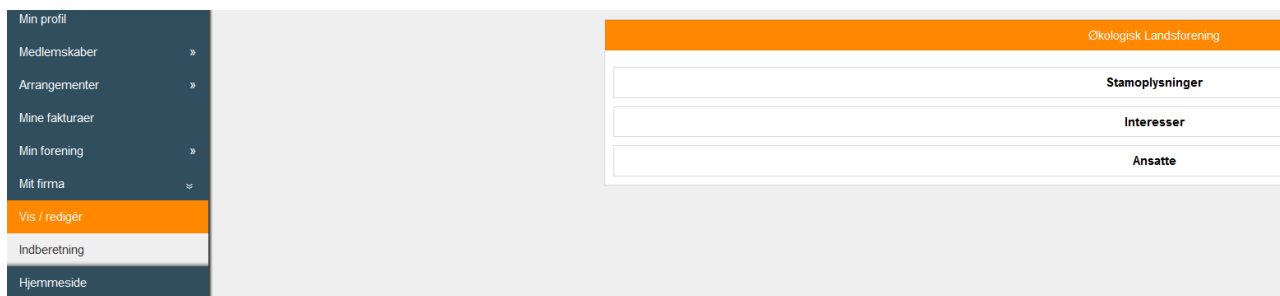 Min profil
Medlemskaber »
Arrangementer »
Mine fakturaer
Min forening »
Mit firma »
Vis / redigér
Indberetning
Hjemmeside
Økologisk Landsforening
Stamoplysninger
Interesser
Ansatte